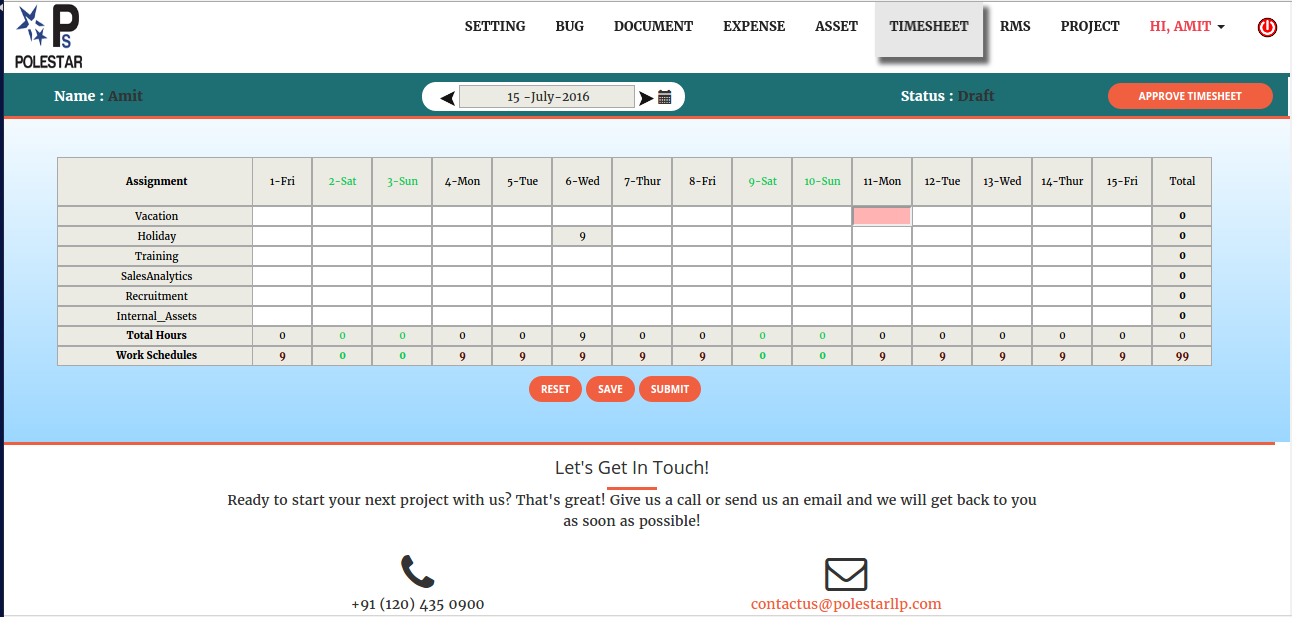 Ps
POLESTAR
SETTING BUG DOCUMENT EXPENSE ASSET TIMESHEET RMS PROJECT HI, AMIT
Name : Amit 15 -July-2016 Status : Draft APPROVE TIMESHEET
Assignment 1-Fri 2-Sat 3-Sun 4-Mon 5-Tue 6-Wed 7-Thur 8-Fri 9-Sat 10-Sun 11-Mon 12-Tue 13-Wed 14-Thur 15-Fri Total
Vacation 0
Holiday 9 0
Training 0
SalesAnalytics 0
Recruitment 0
Internal_Assets 0
Total Hours 0 0 0 0 0 9 0 0 0 0 0 0 0 0 0 0
Work Schedules 9 0 0 9 9 9 9 9 0 0 9 9 9 9 9 99
RESET SAVE SUBMIT
Let's Get In Touch!
Ready to start your next project with us? That's great! Give us a call or send us an email and we will get back to you
as soon as possible!
+91 (120) 435 0900 contactus@polestarllp.com